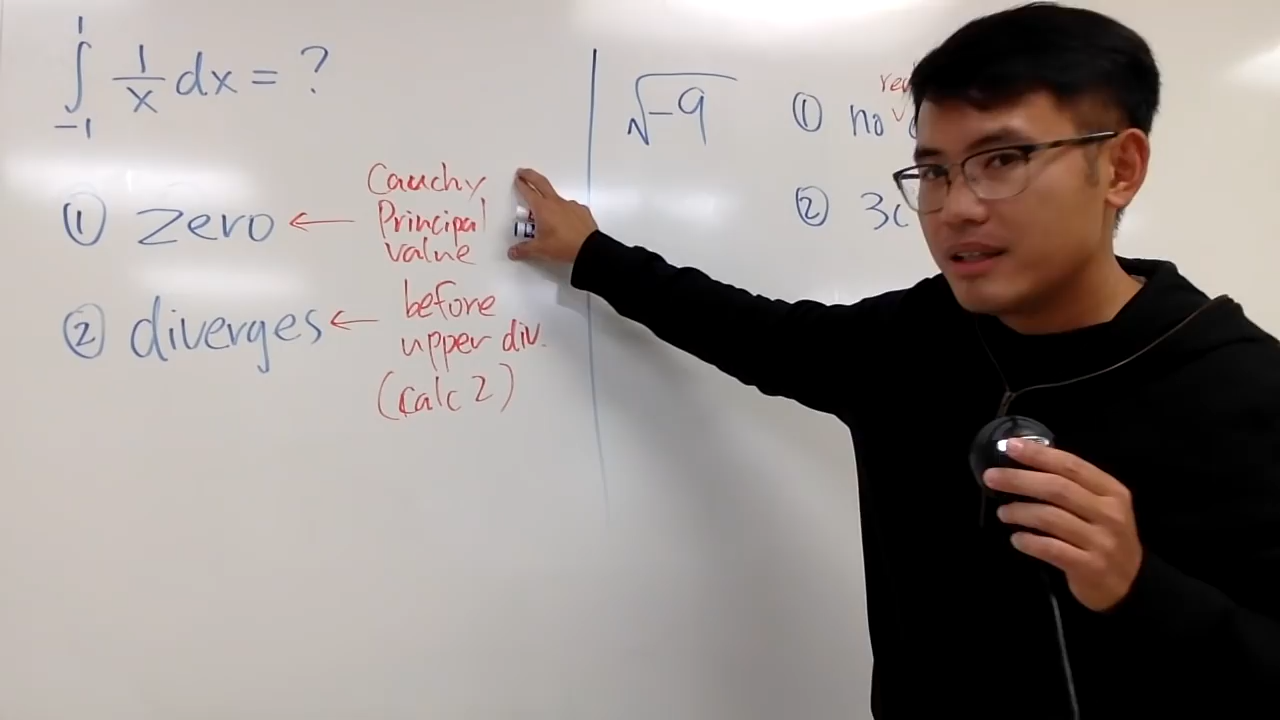 ∫₋₁¹ 1/x dx = ?
① zero ← Cauchy
Principal
value
② diverges ← before
upper div.
(calc 2)
√-9
① no
②